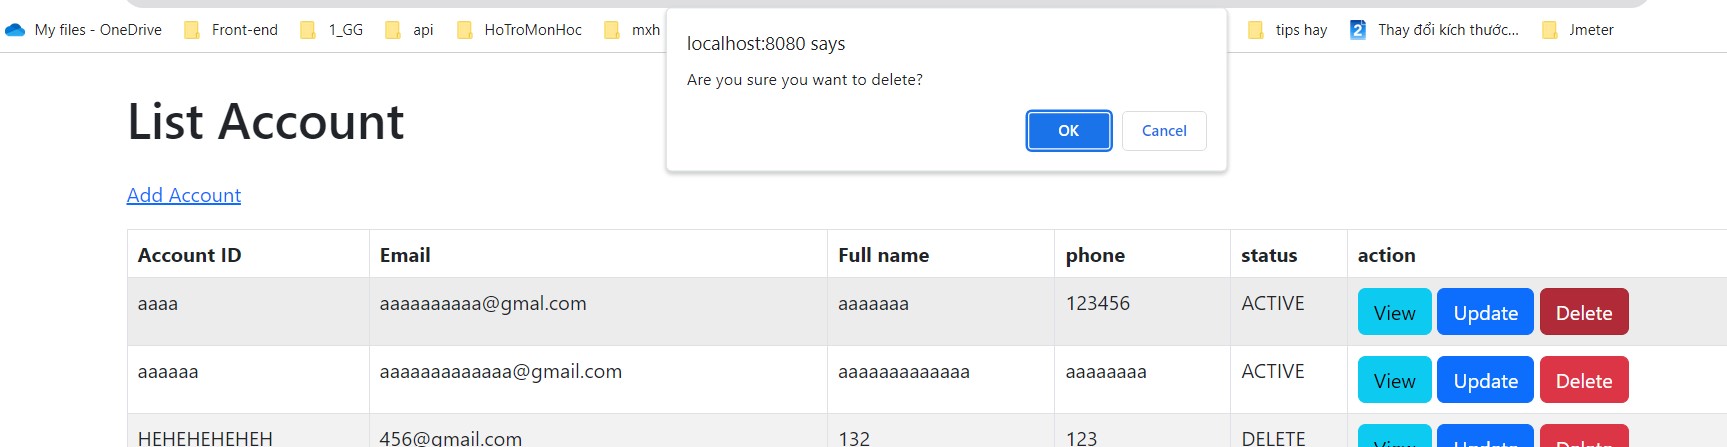 My files - OneDrive Front-end 1_GG api HoTroMonHoc mxh tips hay Thay đổi kích thước... Jmeter
localhost:8080 says
Are you sure you want to delete?
OK Cancel
List Account
Add Account
Account ID Email Full name phone status action
aaaa aaaaaaaaaa@gmal.com aaaaaaa 123456 ACTIVE View Update Delete
aaaaaa aaaaaaaaaaaaa@gmail.com aaaaaaaaaaaaa aaaaaaaa ACTIVE View Update Delete
HEHEHEHEHEH 456@gmail.com 132 123 DELETE View Update Delete